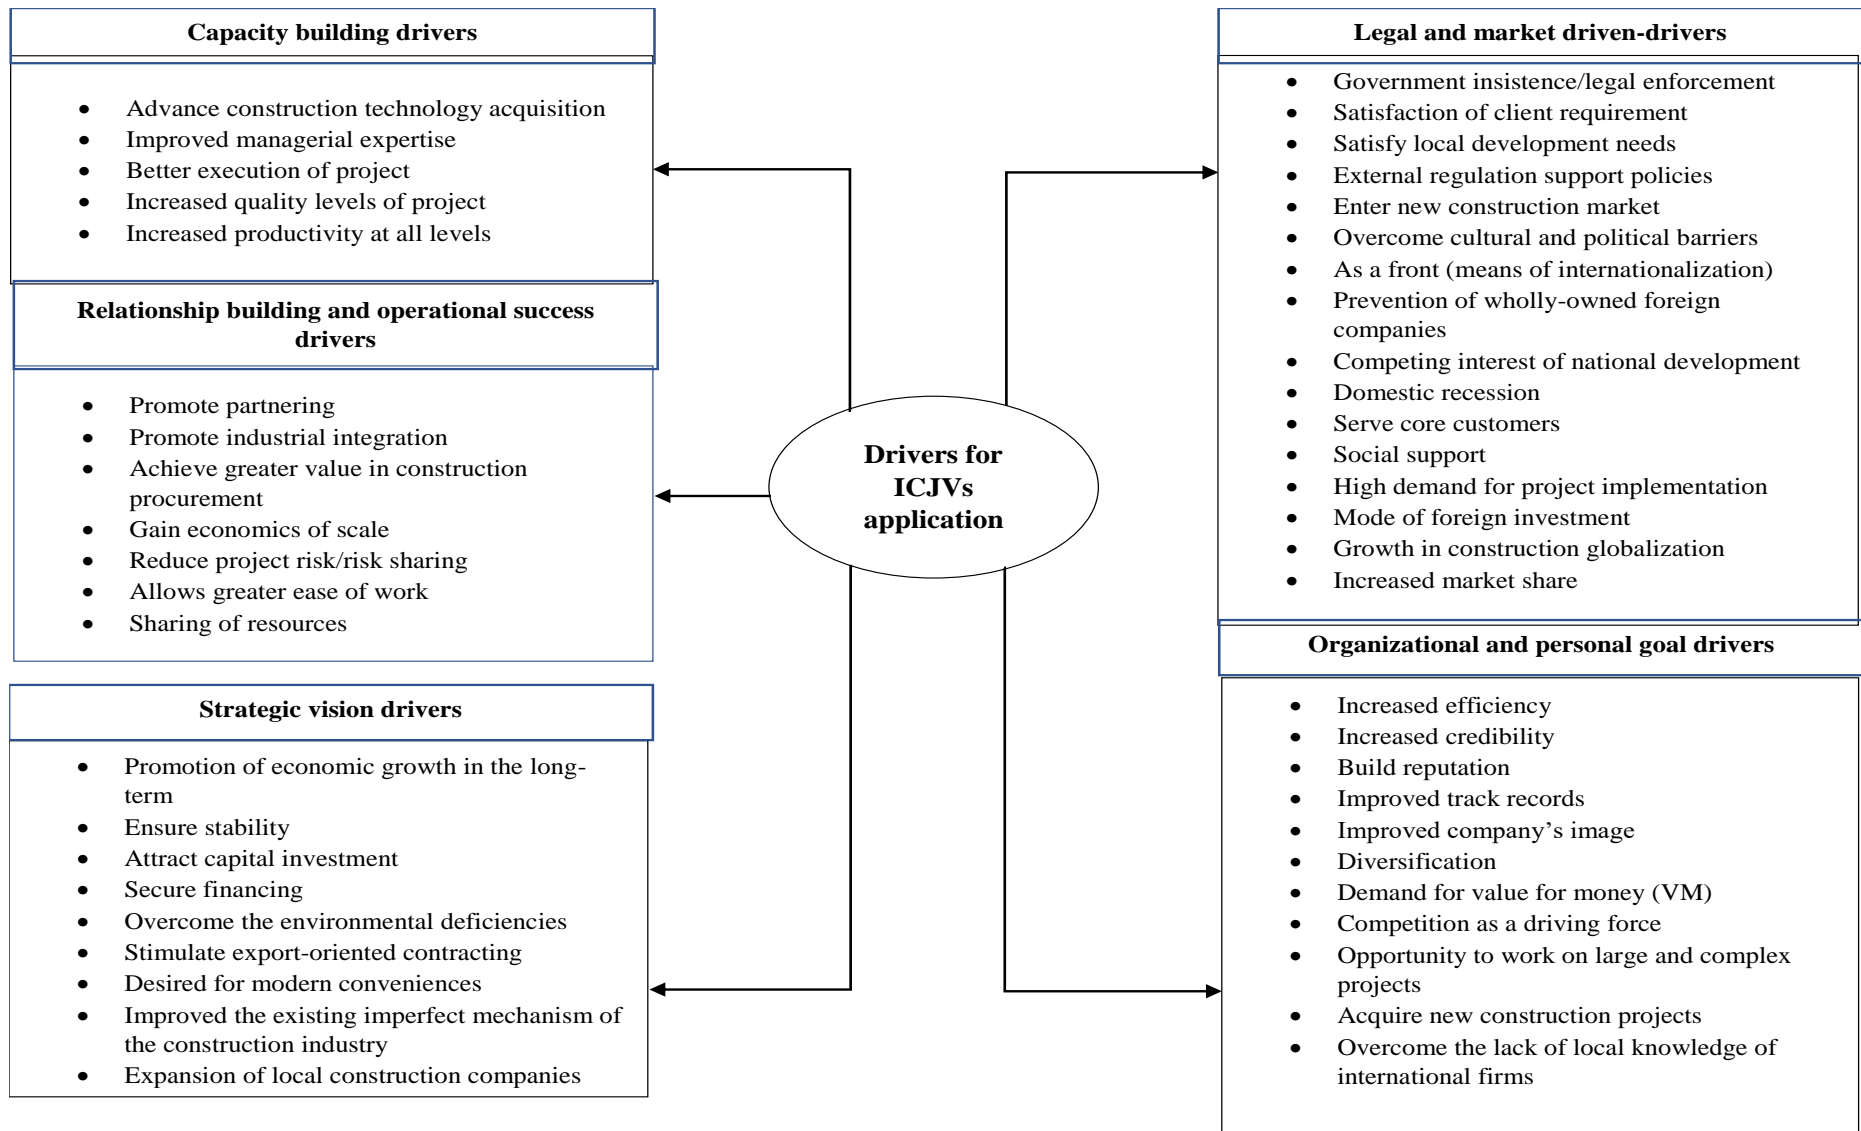 Capacity building drivers
• Advance construction technology acquisition
• Improved managerial expertise
• Better execution of project
• Increased quality levels of project
• Increased productivity at all levels
Relationship building and operational success
drivers
• Promote partnering
• Promote industrial integration
• Achieve greater value in construction
procurement
• Gain economics of scale
• Reduce project risk/risk sharing
• Allows greater ease of work
• Sharing of resources
Strategic vision drivers
• Promotion of economic growth in the long-
term
• Ensure stability
• Attract capital investment
• Secure financing
• Overcome the environmental deficiencies
• Stimulate export-oriented contracting
• Desired for modern conveniences
• Improved the existing imperfect mechanism of
the construction industry
• Expansion of local construction companies
Drivers for
ICJVs
application
Legal and market driven-drivers
• Government insistence/legal enforcement
• Satisfaction of client requirement
• Satisfy local development needs
• External regulation support policies
• Enter new construction market
• Overcome cultural and political barriers
• As a front (means of internationalization)
• Prevention of wholly-owned foreign
companies
• Competing interest of national development
• Domestic recession
• Serve core customers
• Social support
• High demand for project implementation
• Mode of foreign investment
• Growth in construction globalization
• Increased market share
Organizational and personal goal drivers
• Increased efficiency
• Increased credibility
• Build reputation
• Improved track records
• Improved company’s image
• Diversification
• Demand for value for money (VM)
• Competition as a driving force
• Opportunity to work on large and complex
projects
• Acquire new construction projects
• Overcome the lack of local knowledge of
international firms